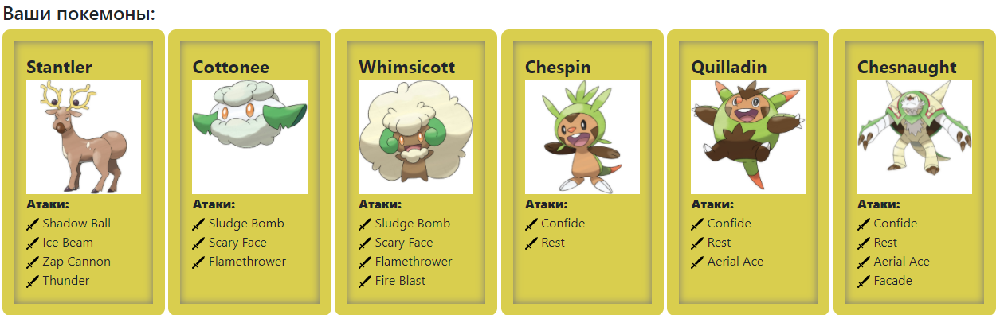 Ваши покемоны:
Stantler
Атаки:
Shadow Ball
Ice Beam
Zap Cannon
Thunder
Cottonee
Атаки:
Sludge Bomb
Scary Face
Flamethrower
Whimsicott
Атаки:
Sludge Bomb
Scary Face
Flamethrower
Fire Blast
Chespin
Атаки:
Confide
Rest
Quilladin
Атаки:
Confide
Rest
Aerial Ace
Chesnaught
Атаки:
Confide
Rest
Aerial Ace
Facade